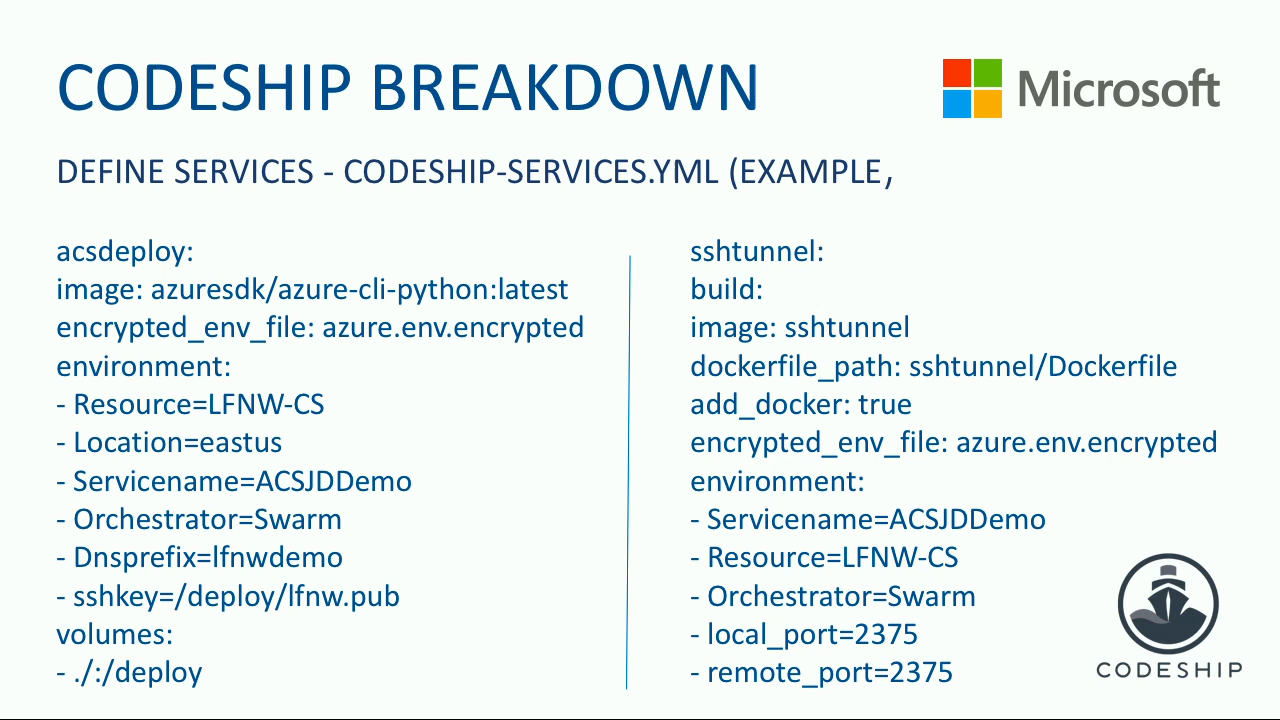 CODESHIP BREAKDOWN
Microsoft
DEFINE SERVICES - CODESHIP-SERVICES.YML (EXAMPLE,
acsdeploy:
image: azuresdk/azure-cli-python:latest
encrypted_env_file: azure.env.encrypted
environment:
- Resource=LFNW-CS
- Location=eastus
- Servicename=ACSJDDemo
- Orchestrator=Swarm
- Dnsprefix=lfnwdemo
- sshkey=/deploy/lfnw.pub
volumes:
- ./:/deploy
sshtunnel:
build:
image: sshtunnel
dockerfile_path: sshtunnel/Dockerfile
add_docker: true
encrypted_env_file: azure.env.encrypted
environment:
- Servicename=ACSJDDemo
- Resource=LFNW-CS
- Orchestrator=Swarm
- local_port=2375
- remote_port=2375
CODESHIP